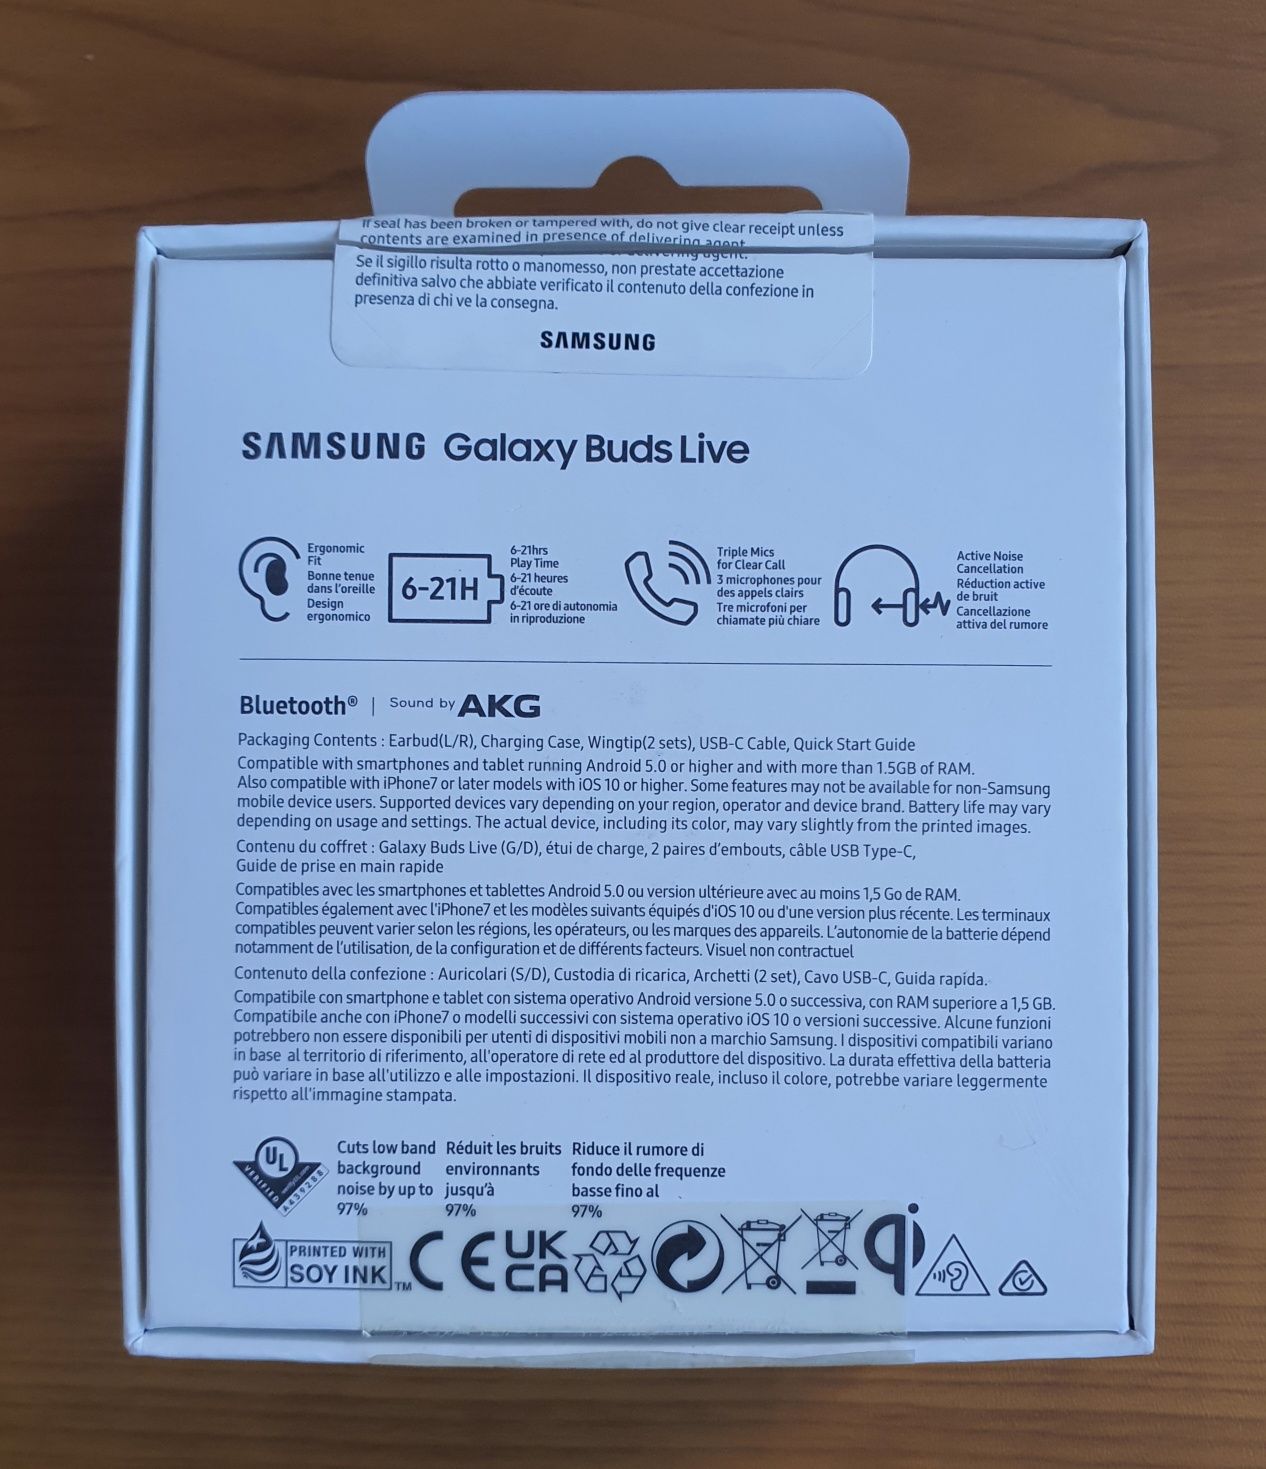 If seal has been broken or tampered with, do not give clear receipt unless
contents are examined in presence of delivering agent.
Se il sigillo risulta rotto o manomesso, non prestate accettazione
definitiva salvo che abbiate verificato il contenuto della confezione in
presenza di chi ve la consegna.
SAMSUNG
SAMSUNG Galaxy Buds Live
Ergonomic
Fit
Bonne tenue
dans l'oreille
Design
ergonomico
6-21H
6-21hrs
Play Time
6-21 heures
d'écoute
6-21 ore di autonomia
in riproduzione
Triple Mics
for Clear Call
3 microphones pour
des appels clairs
Tre microfoni per
chiamate più chiare
Active Noise
Cancellation
Réduction active
de bruit
Cancellazione
attiva del rumore
Bluetooth® | Sound by AKG
Packaging Contents : Earbud(L/R), Charging Case, Wingtip(2 sets), USB-C Cable, Quick Start Guide
Compatible with smartphones and tablet running Android 5.0 or higher and with more than 1.5GB of RAM.
Also compatible with iPhone7 or later models with iOS 10 or higher. Some features may not be available for non-Samsung
mobile device users. Supported devices vary depending on your region, operator and device brand. Battery life may vary
depending on usage and settings. The actual device, including its color, may vary slightly from the printed images.
Contenu du coffret : Galaxy Buds Live (G/D), étui de charge, 2 paires d'embouts, câble USB Type-C,
Guide de prise en main rapide
Compatibles avec les smartphones et tablettes Android 5.0 ou version ultérieure avec au moins 1,5 Go de RAM.
Compatibles également avec l'iPhone7 et les modèles suivants équipés d'iOS 10 ou d'une version plus récente. Les terminaux
compatibles peuvent varier selon les régions, les opérateurs, ou les marques des appareils. L'autonomie de la batterie dépend
notamment de l'utilisation, de la configuration et de différents facteurs. Visuel non contractuel
Contenuto della confezione : Auricolari (S/D), Custodia di ricarica, Archetti (2 set), Cavo USB-C, Guida rapida.
Compatibile con smartphone e tablet con sistema operativo Android versione 5.0 o successiva, con RAM superiore a 1,5 GB.
Compatibile anche con iPhone7 o modelli successivi con sistema operativo iOS 10 o versioni successive. Alcune funzioni
potrebbero non essere disponibili per utenti di dispositivi mobili non a marchio Samsung. I dispositivi compatibili variano
in base al territorio di riferimento, all'operatore di rete ed al produttore del dispositivo. La durata effettiva della batteria
può variare in base all'utilizzo e alle impostazioni. Il dispositivo reale, incluso il colore, potrebbe variare leggermente
rispetto all'immagine stampata.
UL
VERIFIED
A439288
Cuts low band
background
noise by up to
97%
Réduit les bruits
environnants
jusqu'à
97%
Riduce il rumore di
fondo delle frequenze
basse fino al
97%
PRINTED WITH
SOY INK™
CE
UK
CA
qi